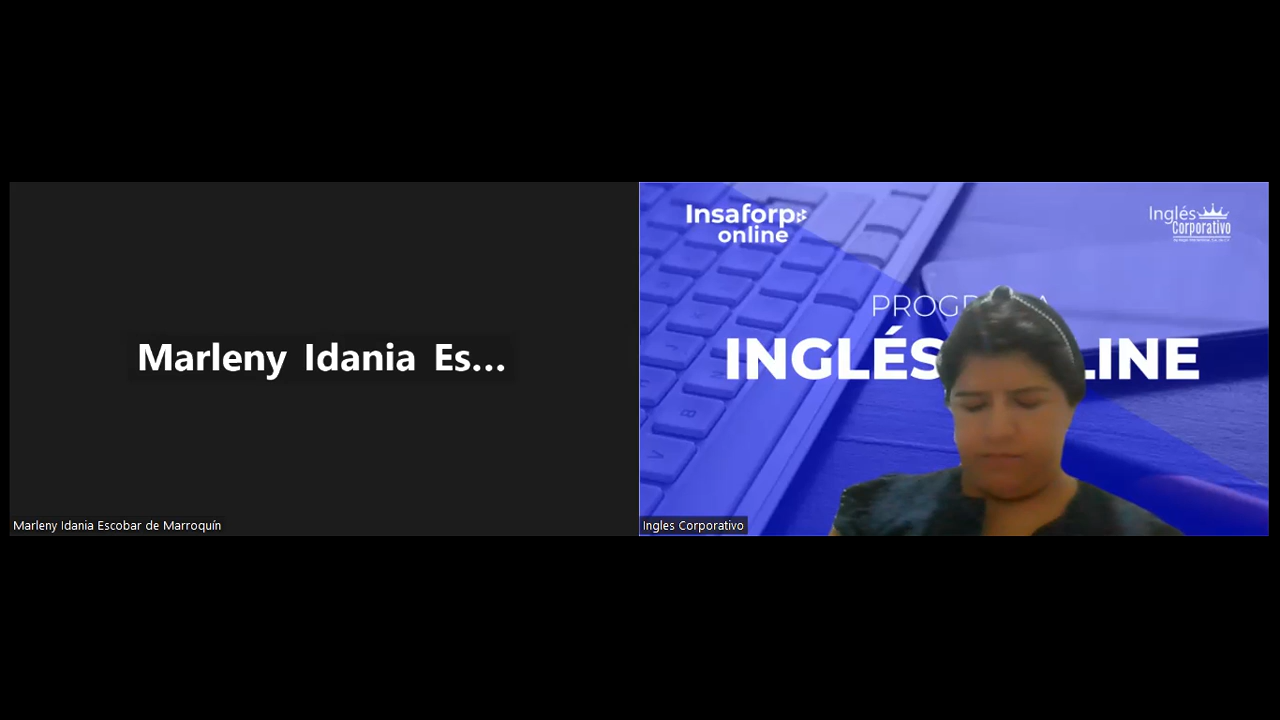 Marleny Idania Es...
Marleny Idania Escobar de Marroquín
Insaforp
online
Inglés
Corporativo
INGLÉS
LINE
Ingles Corporativo